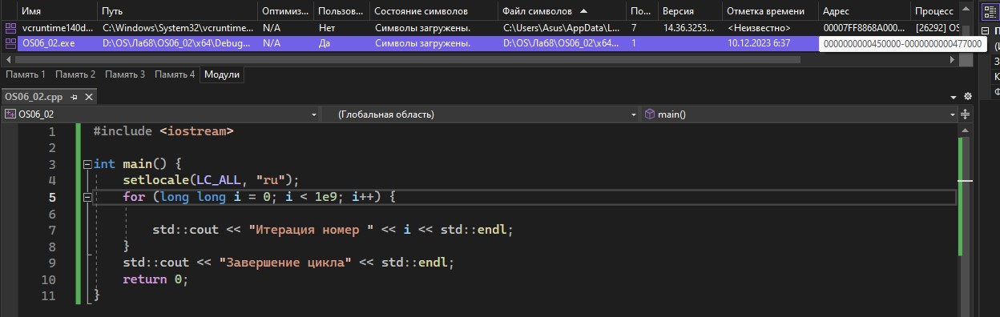 Имя Путь Оптимиз... Пользов... Состояние символов Файл символов По... Версия Отметка времени Адрес Процесс
vcruntime140d... C:\Windows\System32\vcruntime... N/A Нет Символы загружены. C:\Users\Asus\AppData\L... 7 14.36.3253... <Неизвестно> 00007FF8868A000... [26292] OS
OS06_02.exe D:\OS\Ла68\OS06_02\x64\Debug... N/A Да Символы загружены. D:\OS\Ла68\OS06_02\x64... 1 10.12.2023 6:37 0000000000450000-0000000000477000
Память 1 Память 2 Память 3 Память 4 Модули
OS06_02.cpp
OS06_02 (Глобальная область) main()
1 #include <iostream>
2
3 int main() {
4 setlocale(LC_ALL, "ru");
5 for (long long i = 0; i < 1e9; i++) {
6
7 std::cout << "Итерация номер " << i << std::endl;
8 }
9 std::cout << "Завершение цикла" << std::endl;
10 return 0;
11 }